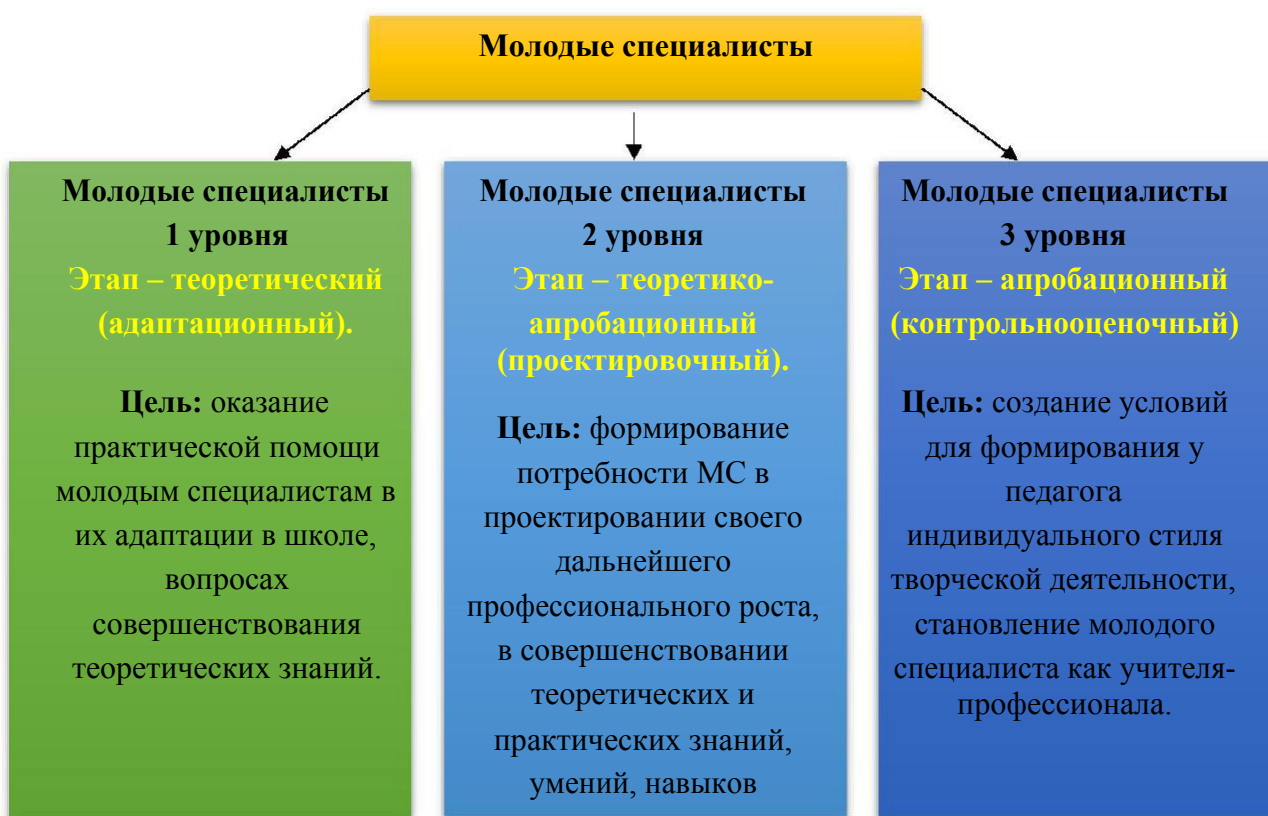 Молодые специалисты
Молодые специалисты
1 уровня
Этап – теоретический
(адаптационный).
Цель: оказание
практической помощи
молодым специалистам в
их адаптации в школе,
вопросах
совершенствования
теоретических знаний.
Молодые специалисты
2 уровня
Этап – теоретико-
апробационный
(проектировочный).
Цель: формирование
потребности МС в
проектировании своего
дальнейшего
профессионального роста,
в совершенствовании
теоретических и
практических знаний,
умений, навыков
Молодые специалисты
3 уровня
Этап – апробационный
(контрольнооценочный)
Цель: создание условий
для формирования у
педагога
индивидуального стиля
творческой деятельности,
становление молодого
специалиста как учителя-
профессионала.